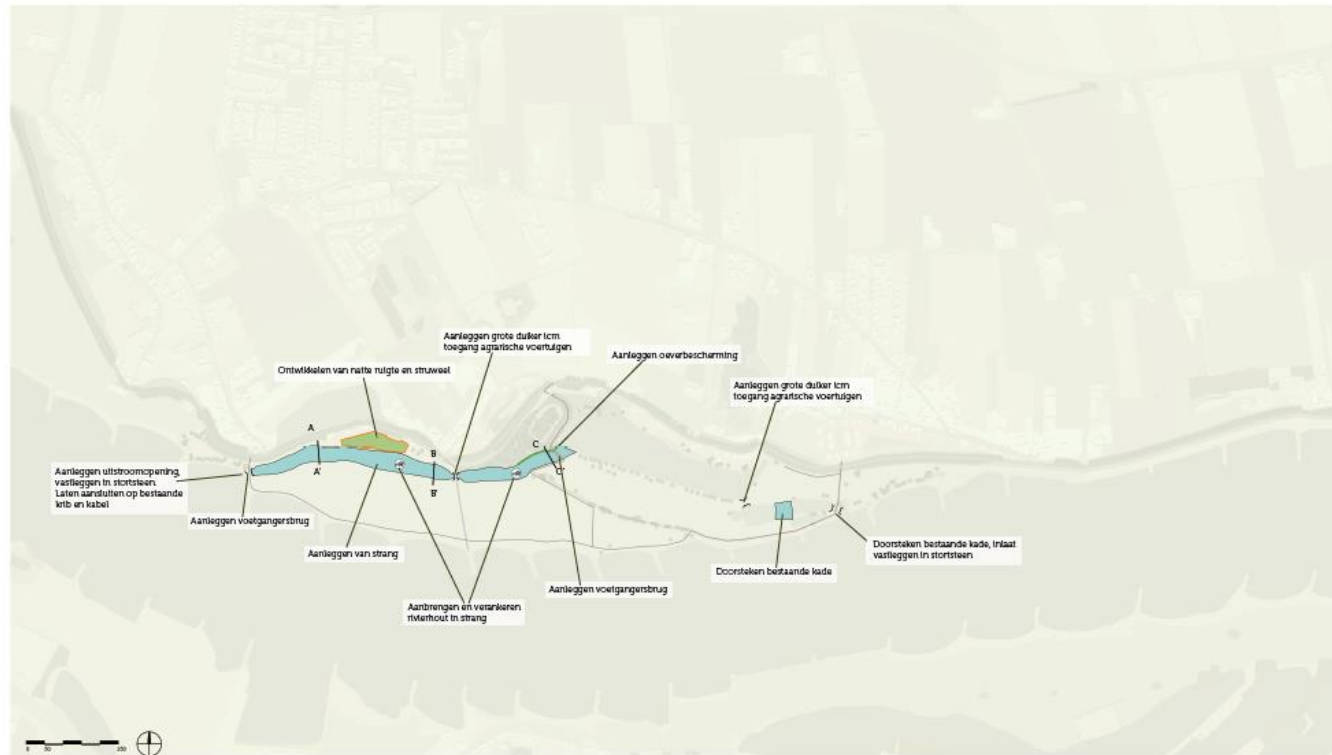 Aanleggen grote duiker icm
toegang agrarische voertuigen
Aanleggen oeverbescherming
Ontwikkelen van natte ruigte en struweel
Aanleggen grote duiker icm
toegang agrarische voertuigen
A
A'
B
B'
C
C'
Aanleggen uitstroomopening,
vastleggen in stortsteen.
Laten aansluiten op bestaande
krib en kabel
Aanleggen voetgangersbrug
Aanleggen van strang
Aanbrengen en verankeren
rivierhout in strang
Aanleggen voetgangersbrug
Doorsteken bestaande kade
Doorsteken bestaande kade, inlaat
vastleggen in stortsteen
0 50